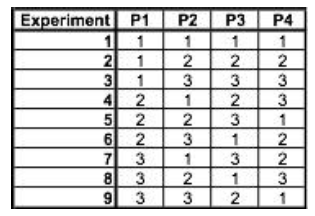 Experiment P1 P2 P3 P4
1 1 1 1 1
2 1 2 2 2
3 1 3 3 3
4 2 1 2 3
5 2 2 3 1
6 2 3 1 2
7 3 1 3 2
8 3 2 1 3
9 3 3 2 1